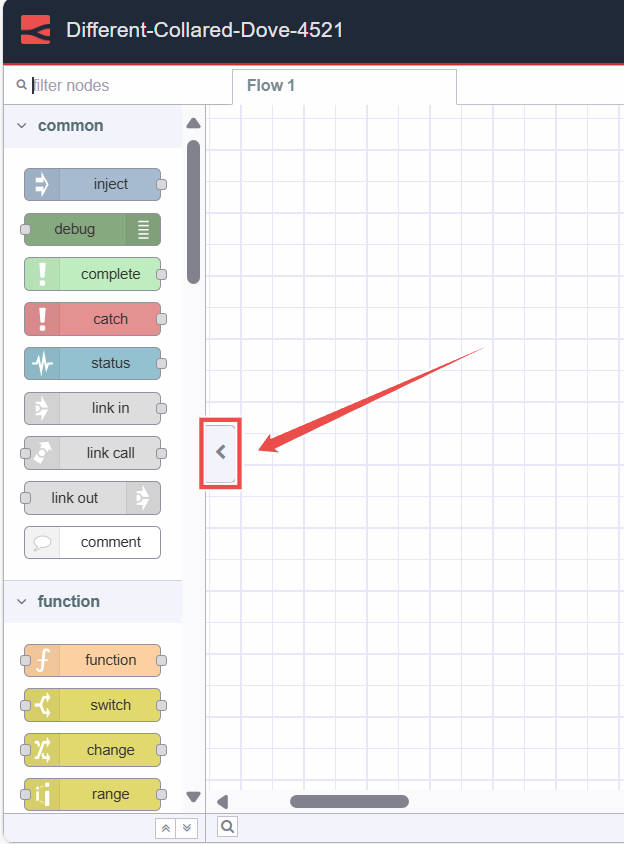 Different-Collared-Dove-4521
filter nodes
Flow 1
common
inject
debug
complete
catch
status
link in
link call
link out
comment
function
function
switch
change
range